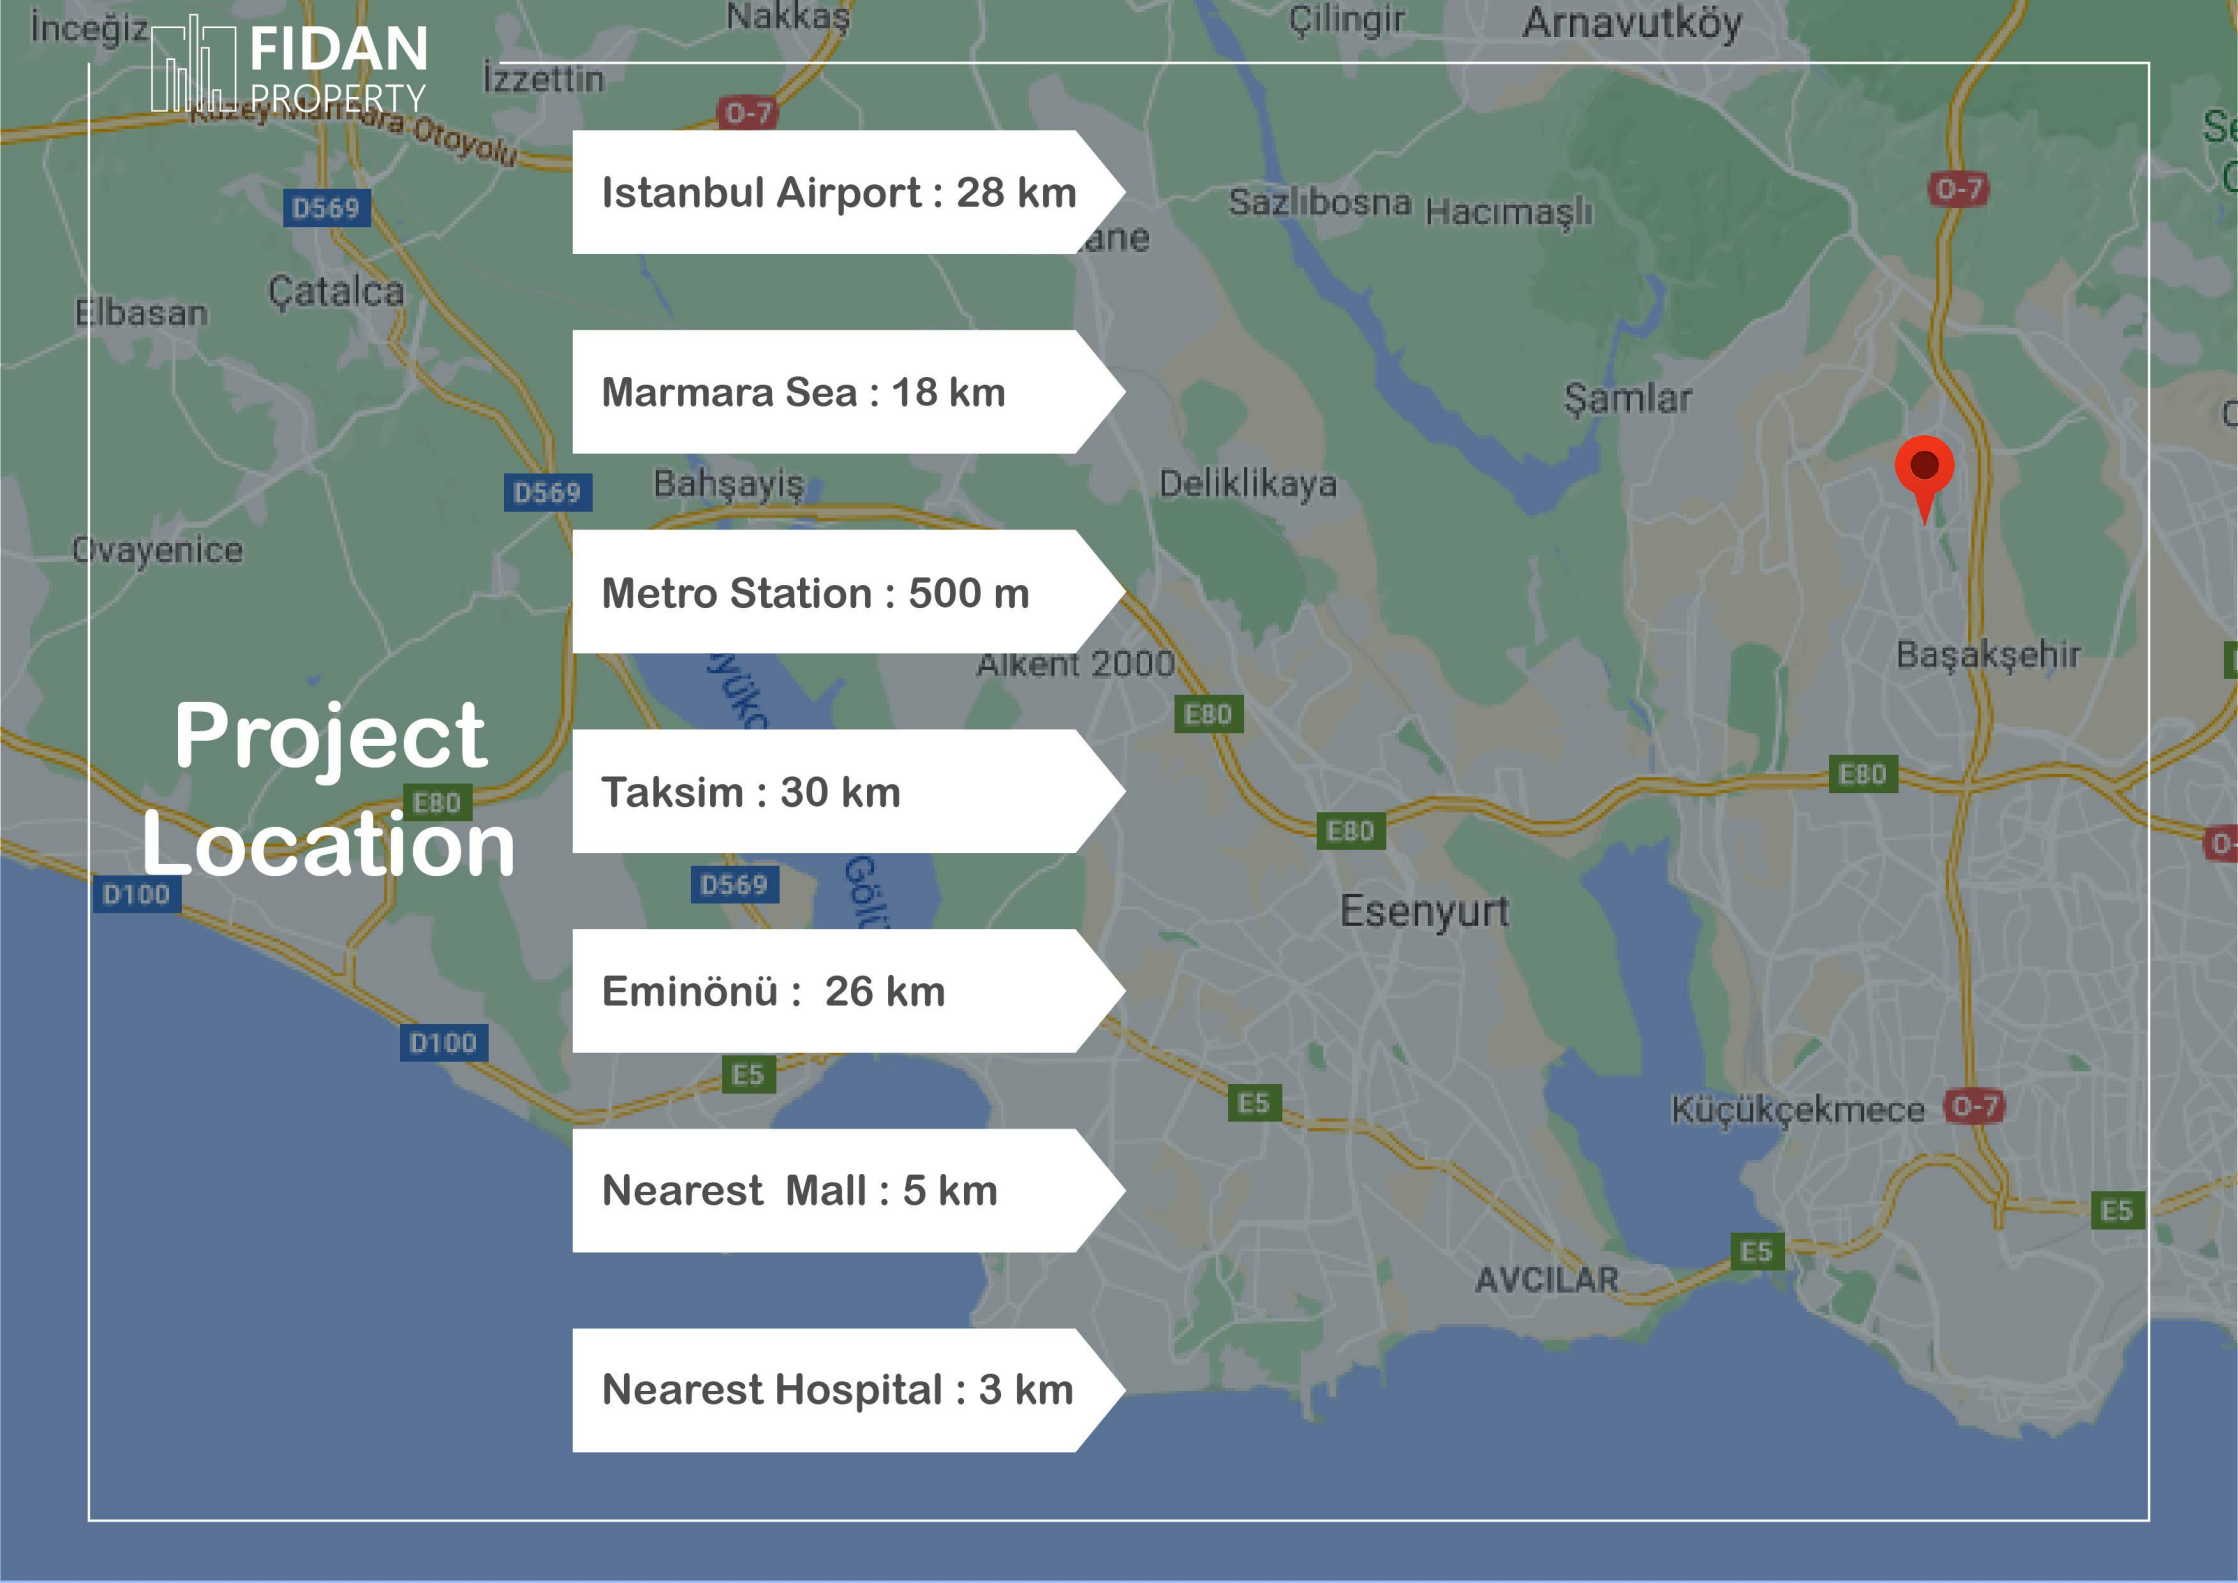 FIDAN
PROPERTY
İnceğiz
Nakkaş
Çilingir
Arnavutköy
İzzettin
Kuzey Marmara Otoyolu
O-7
Istanbul Airport : 28 km
D569
Sazlıbosna
Hacımaşlı
O-7
Çatalca
Elbasan
Marmara Sea : 18 km
Şamlar
D569
Bahşayiş
Deliklikaya
Ovayenice
Metro Station : 500 m
Alkent 2000
Başakşehir
E80
Project
Location
Taksim : 30 km
E80
E80
E80
D569
Gölü
D100
Esenyurt
Eminönü : 26 km
D100
E5
E5
Küçükçekmece
O-7
Nearest Mall : 5 km
E5
E5
AVCILAR
Nearest Hospital : 3 km